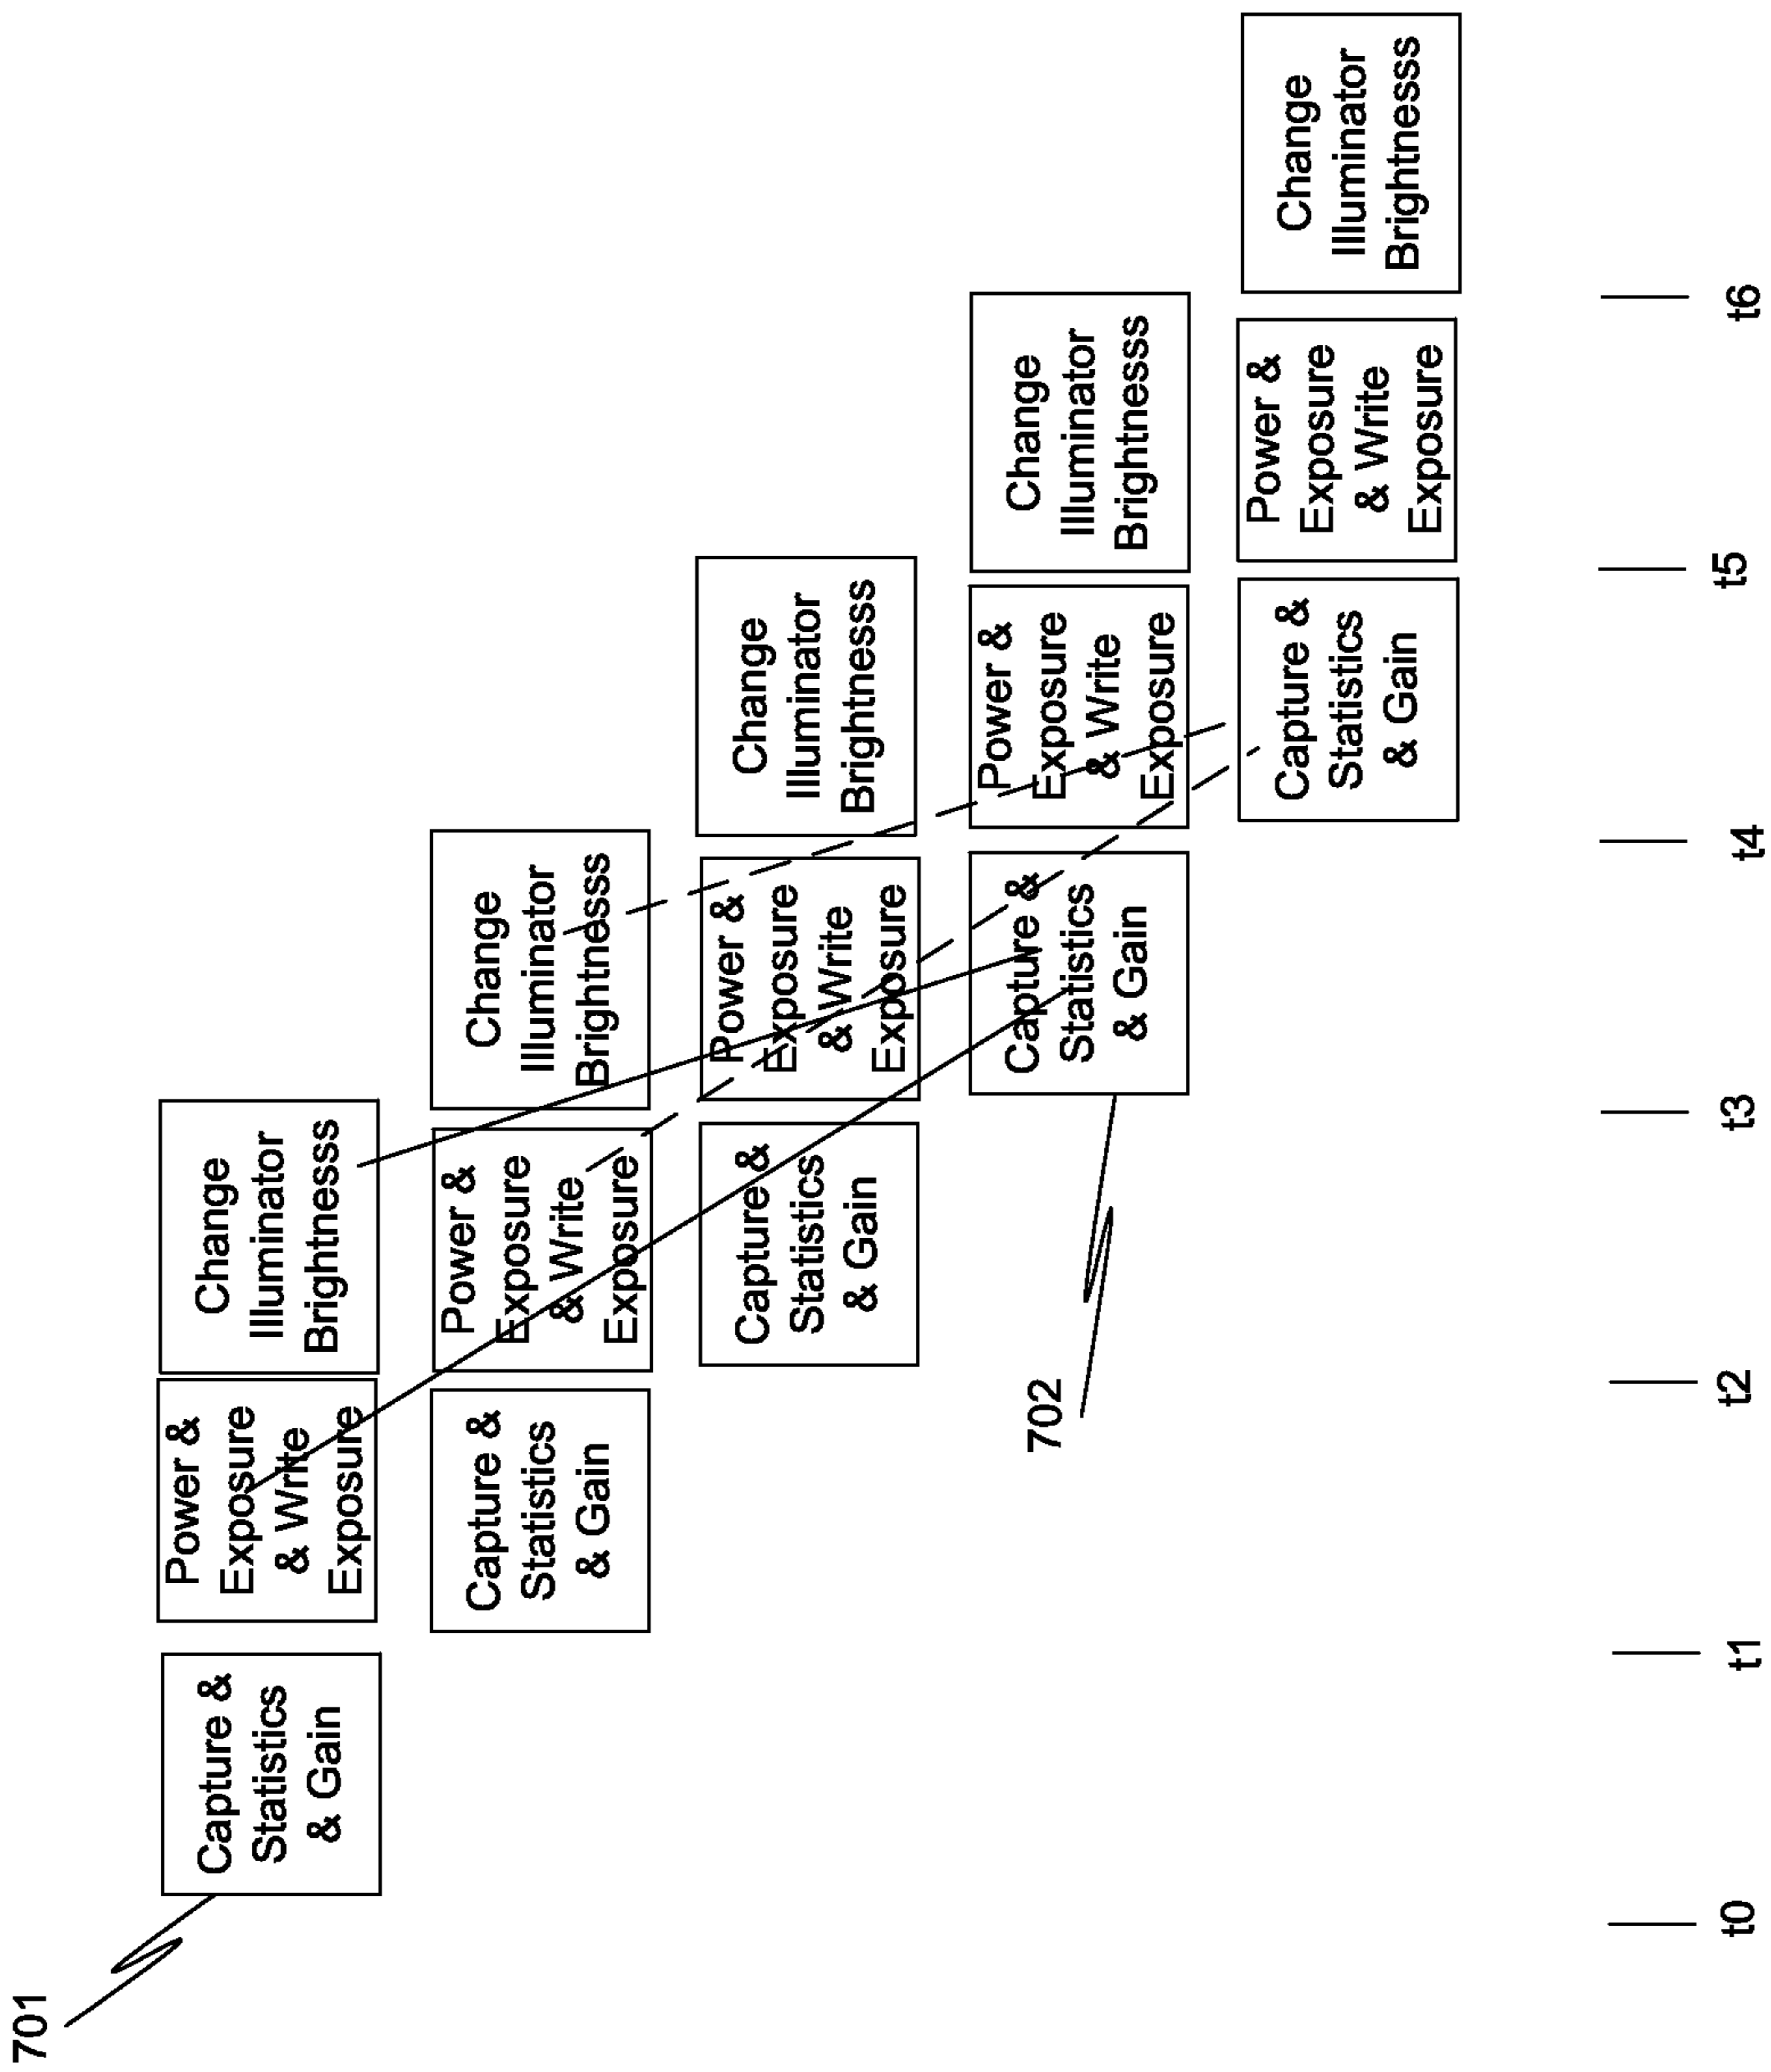 701
Capture &
Statistics
& Gain
Power &
Exposure
& Write
Exposure
Change
Illuminator
Brightnesss
Capture &
Statistics
& Gain
Power &
Exposure
& Write
Exposure
Change
Illuminator
Brightnesss
Capture &
Statistics
& Gain
Power &
Exposure
& Write
Exposure
Change
Illuminator
Brightnesss
702
Capture &
Statistics
& Gain
Power &
Exposure
& Write
Exposure
Change
Illuminator
Brightnesss
Capture &
Statistics
& Gain
Power &
Exposure
& Write
Exposure
Change
Illuminator
Brightnesss
t0
t1
t2
t3
t4
t5
t6